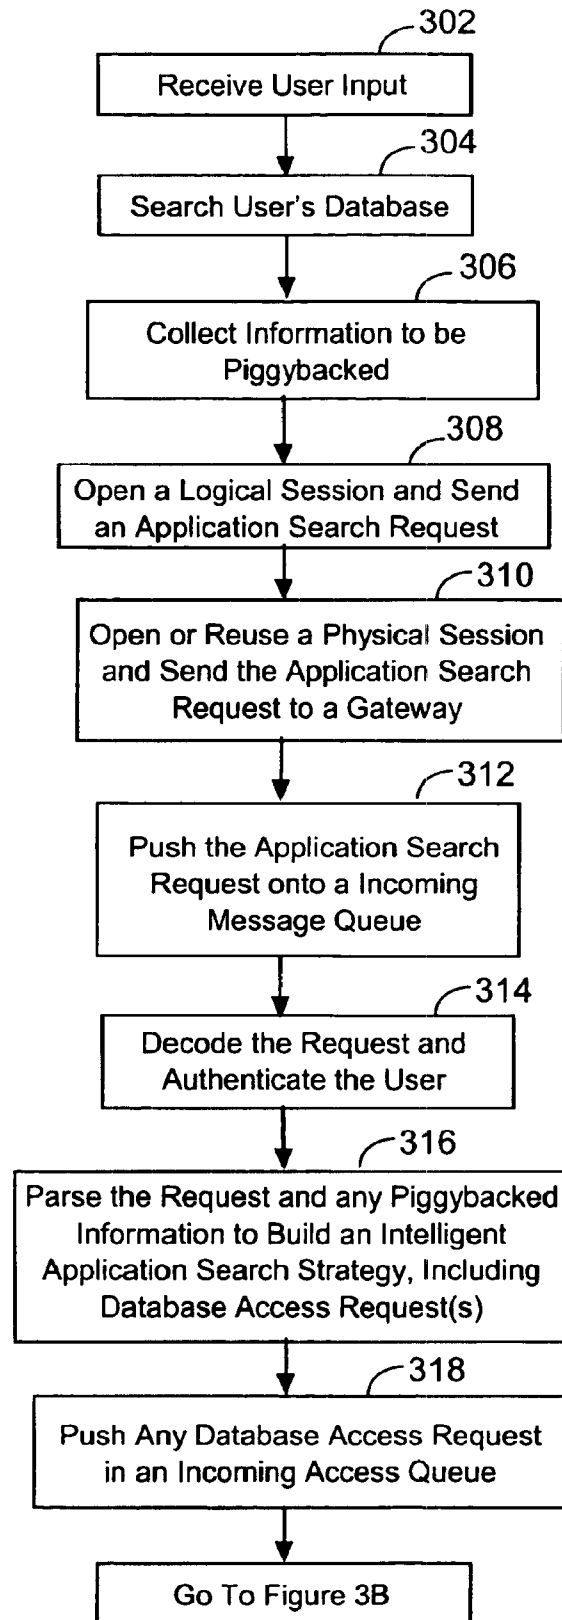 302
Receive User Input
304
Search User's Database
306
Collect Information to be
Piggybacked
308
Open a Logical Session and Send
an Application Search Request
310
Open or Reuse a Physical Session
and Send the Application Search
Request to a Gateway
312
Push the Application Search
Request onto a Incoming
Message Queue
314
Decode the Request and
Authenticate the User
316
Parse the Request and any Piggybacked
Information to Build an Intelligent
Application Search Strategy, Including
Database Access Request(s)
318
Push Any Database Access Request
in an Incoming Access Queue
Go To Figure 3B